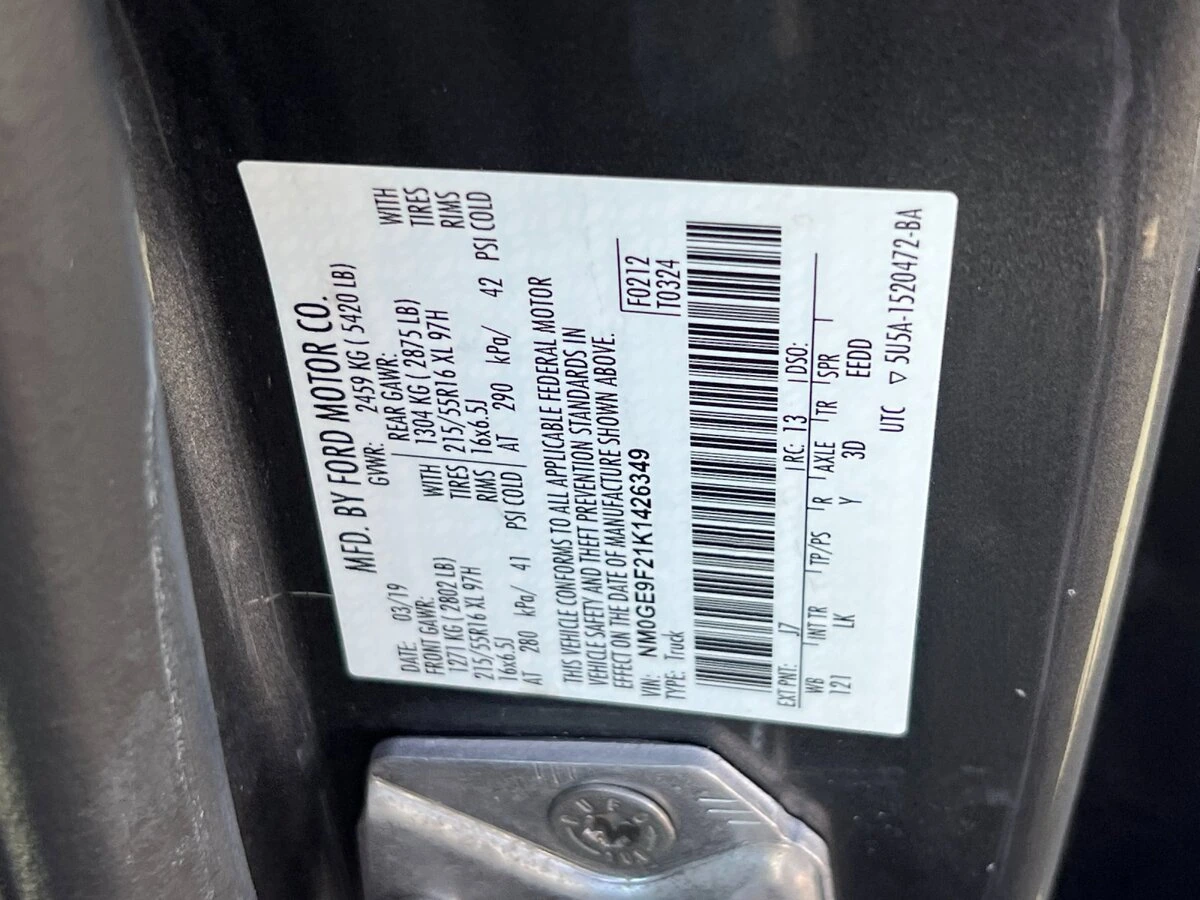 MFD. BY FORD MOTOR CO.
DATE: 03/19 GVWR: 2459 KG ( 5420 LB)
FRONT GAWR: REAR GAWR:
1271 KG ( 2802 LB) WITH 1304 KG ( 2875 LB) WITH
215/55R16 XL 97H TIRES 215/55R16 XL 97H TIRES
16x6.5J RIMS 16x6.5J RIMS
AT 280 kPa/ 41 PSI COLD AT 290 kPa/ 42 PSI COLD
THIS VEHICLE CONFORMS TO ALL APPLICABLE FEDERAL MOTOR
VEHICLE SAFETY AND THEFT PREVENTION STANDARDS IN
EFFECT ON THE DATE OF MANUFACTURE SHOWN ABOVE.
VIN: NM0GE9F21K1426349 F0212
TYPE: Truck T0324
EXT PNT: J7 RC: 13 DSO:
WB INT TR TP/PS R AXLE TR SPR
121 LK Y 3D EEDD
UTC ▽ 5U5A-1520472-BA